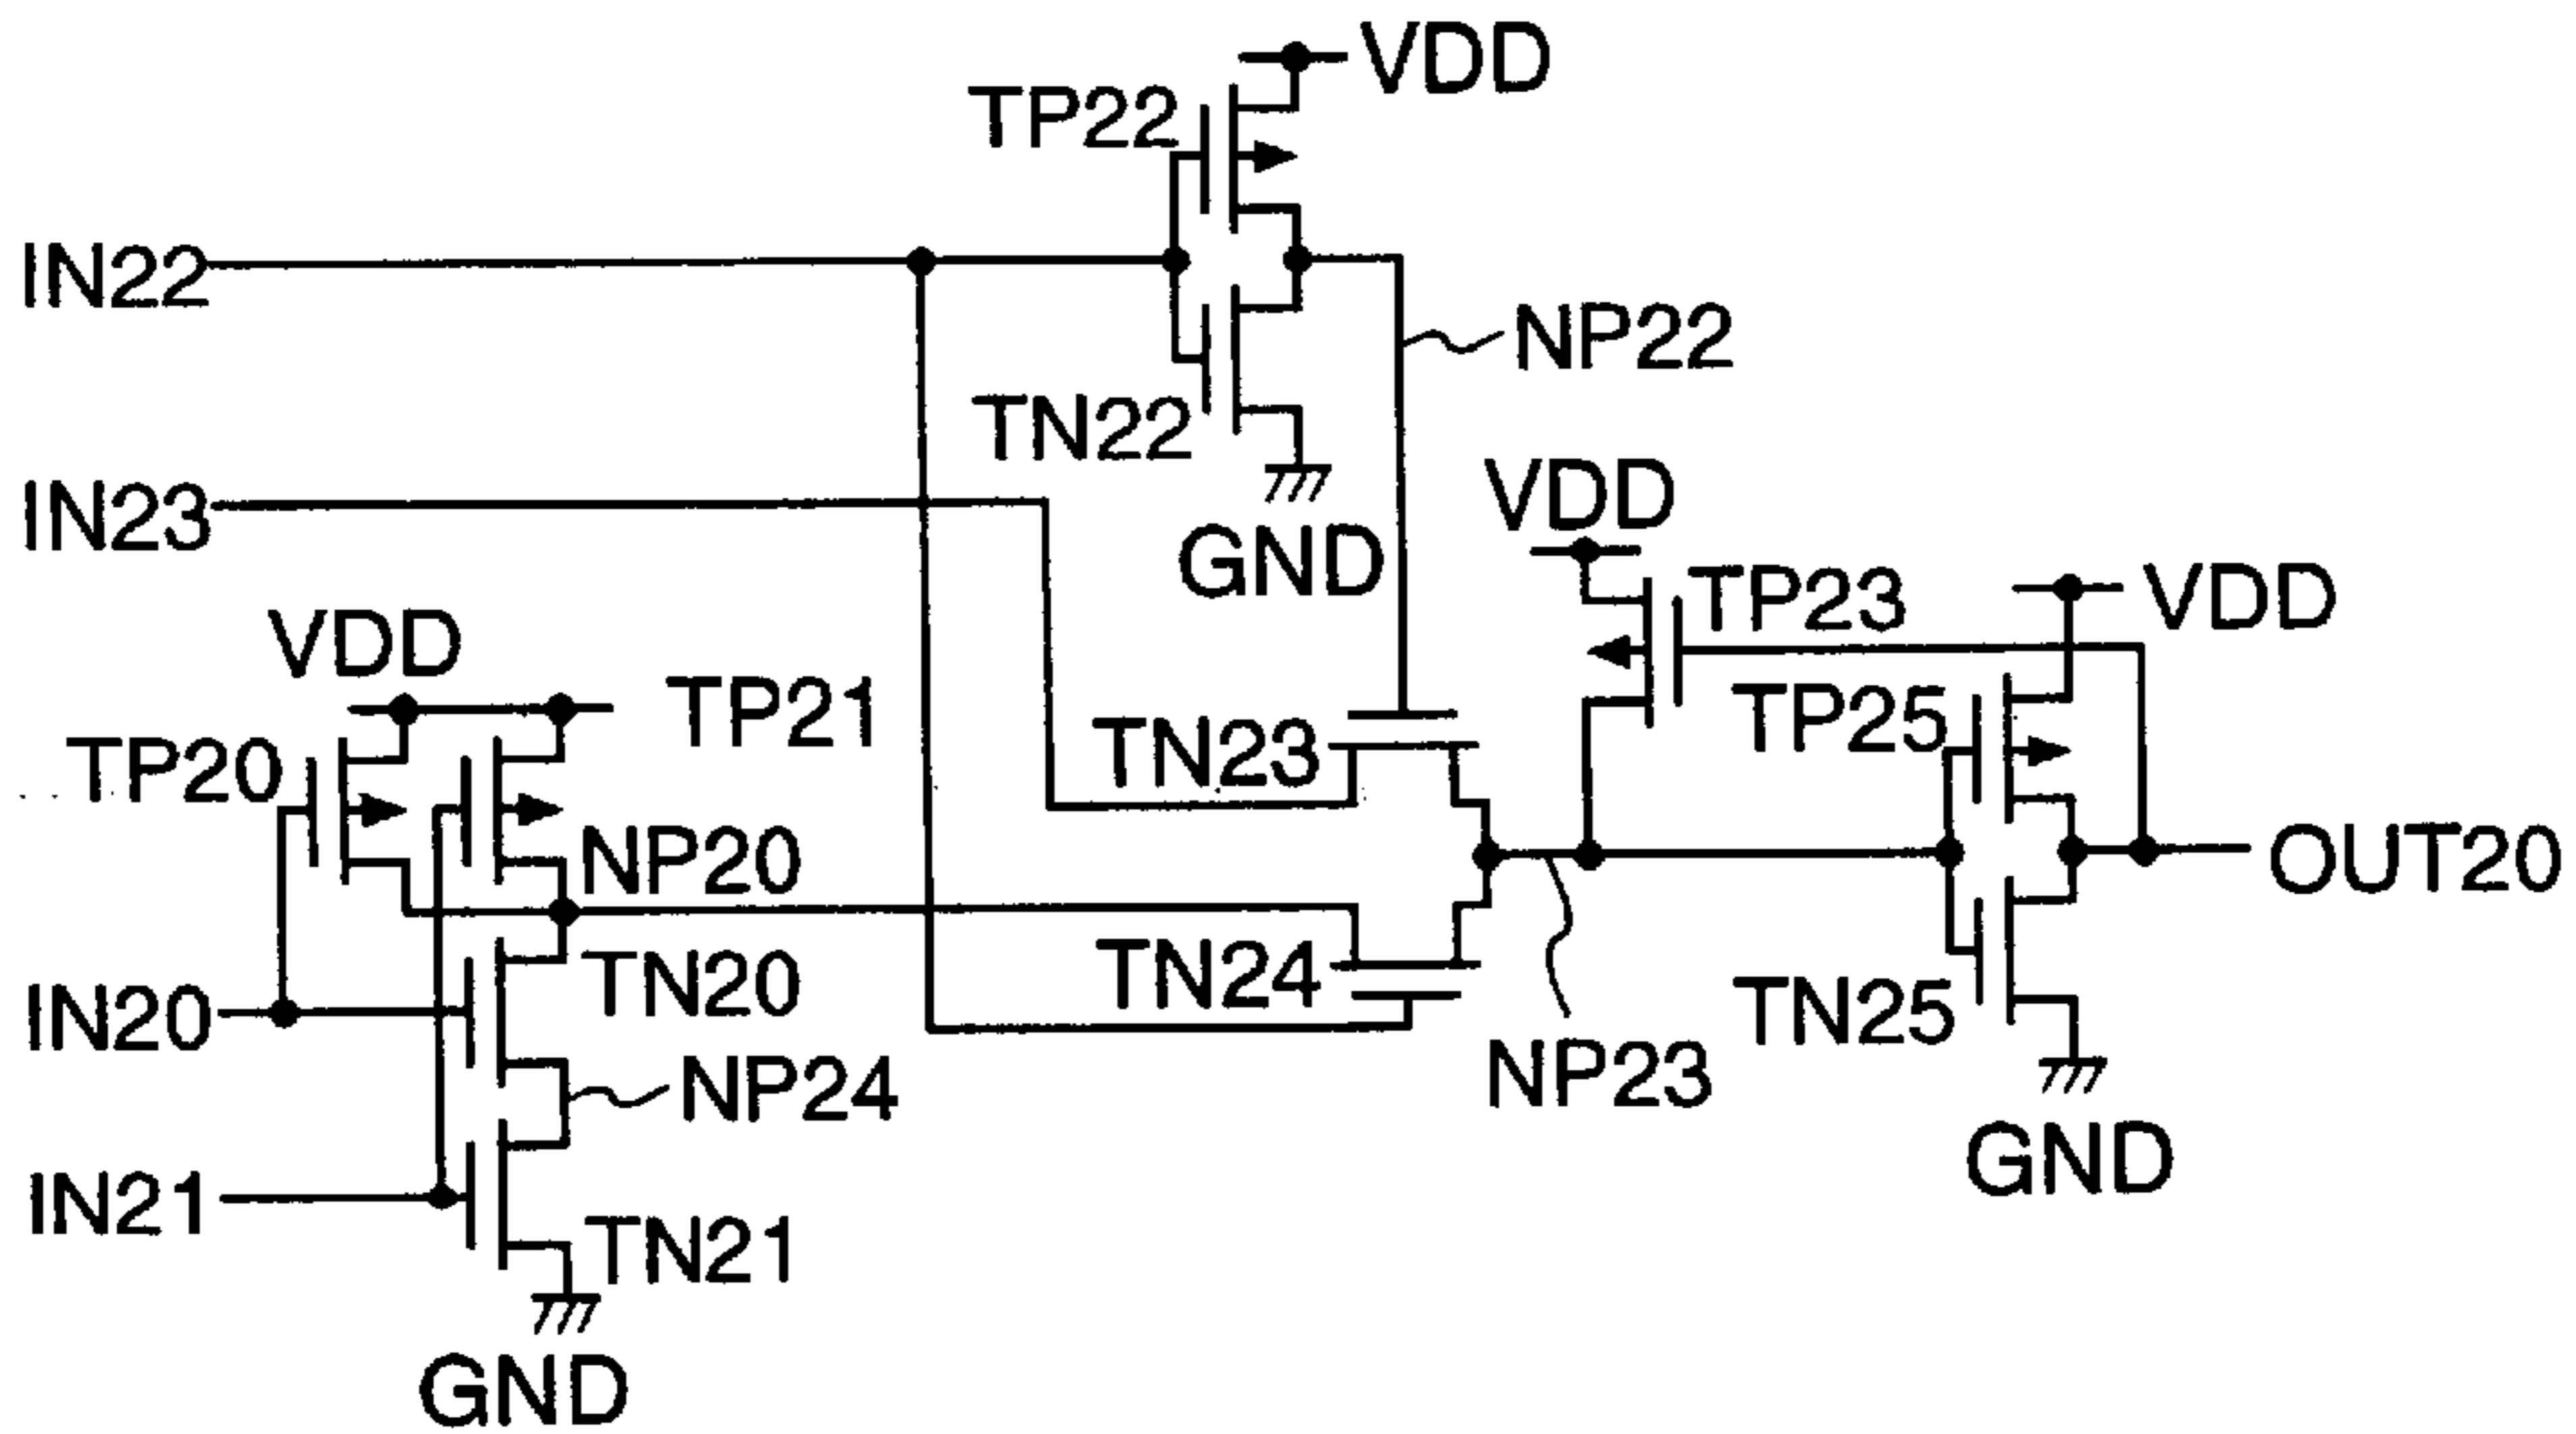 VDD
TP22
IN22
NP22
TN22
VDD
IN23
GND
TP23
VDD
VDD
TP21
TP25
TN23
TP20
NP20
OUT20
TN24
TN20
IN20
TN25
NP23
NP24
GND
IN21
TN21
GND